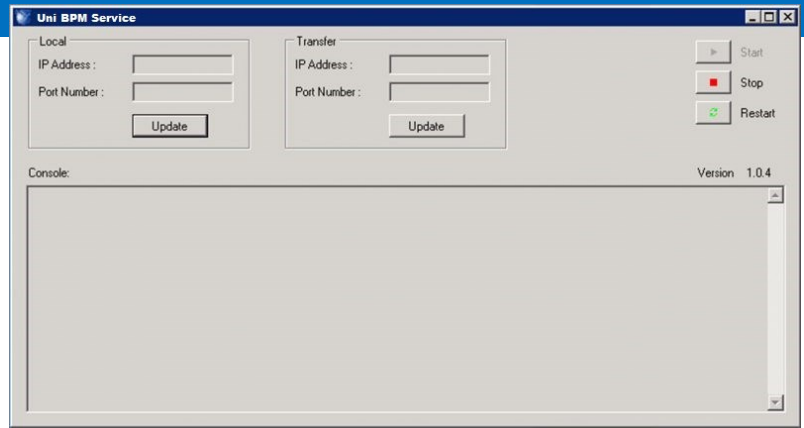 Uni BPM Service
Local
IP Address :
Port Number :
Update
Transfer
IP Address :
Port Number :
Update
Start
Stop
Restart
Console:
Version 1.0.4